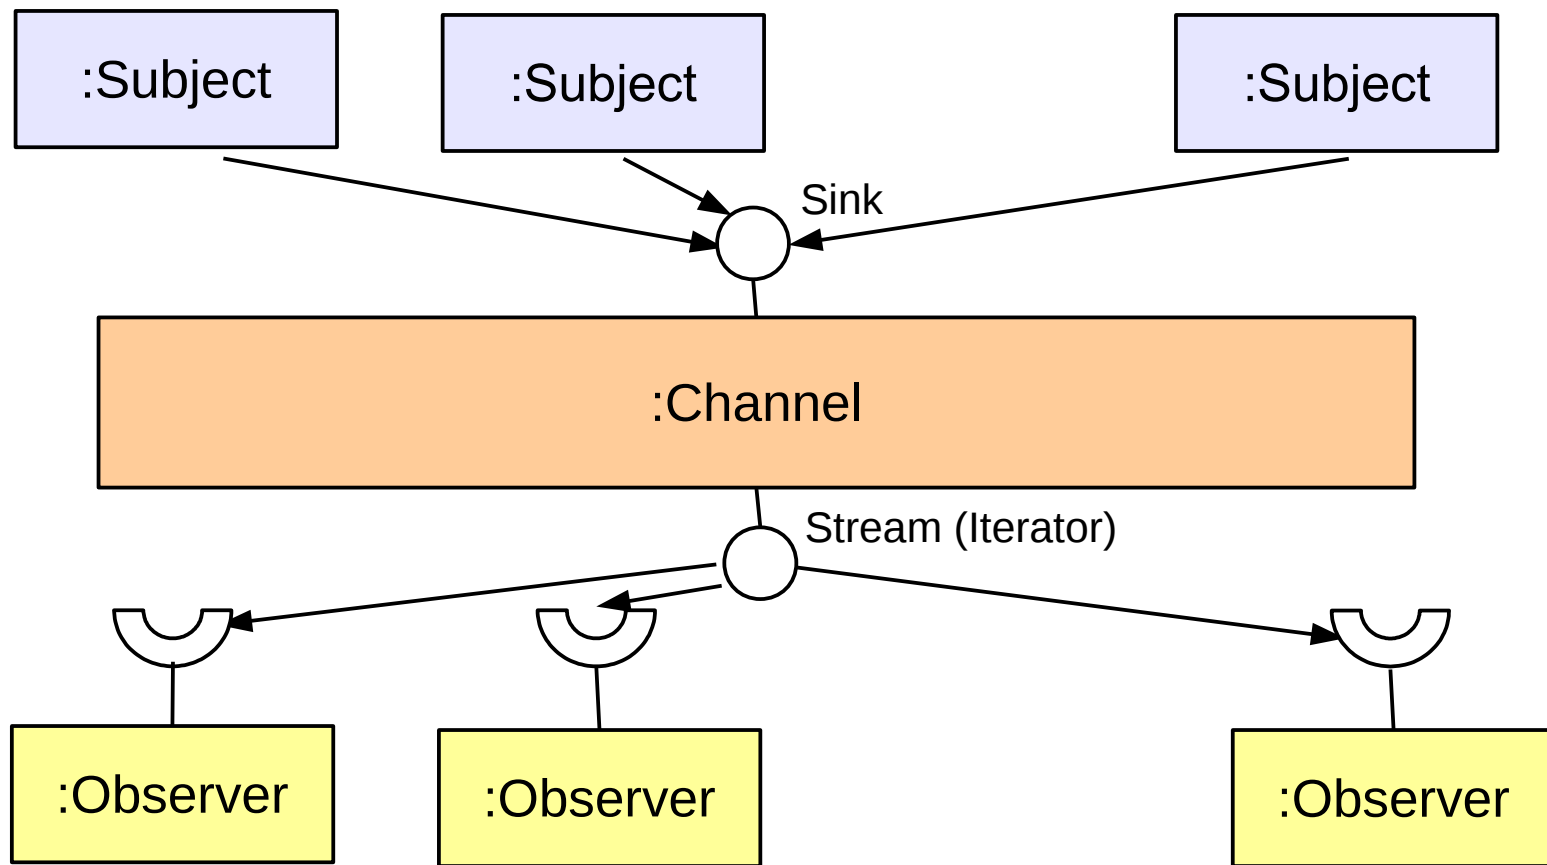 :Subject
:Subject
:Subject
Sink
:Channel
Stream (Iterator)
:Observer
:Observer
:Observer